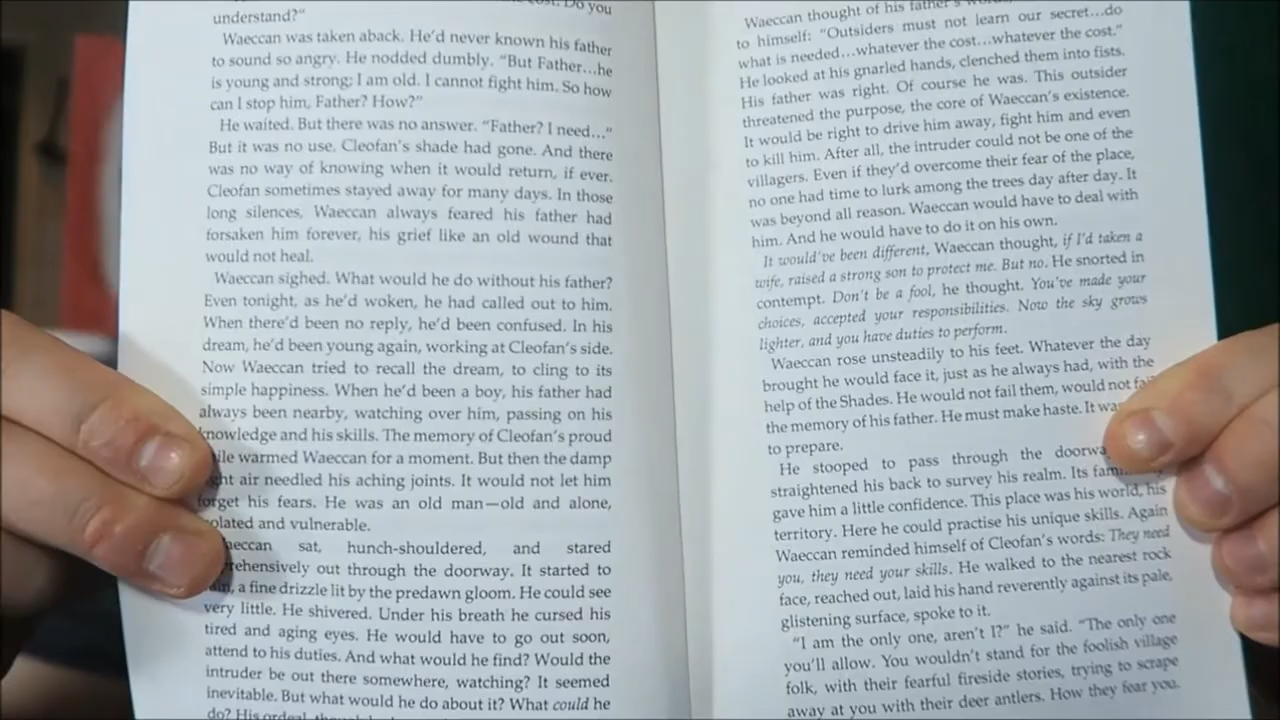 Do you
understand?"
Waeccan was taken aback. He'd never known his father
to sound so angry. He nodded dumbly. "But Father…he
is young and strong; I am old. I cannot fight him. So how
can I stop him, Father? How?"
He waited. But there was no answer. "Father? I need…"
But it was no use. Cleofan's shade had gone. And there
was no way of knowing when it would return, if ever.
Cleofan sometimes stayed away for many days. In those
long silences, Waeccan always feared his father had
forsaken him forever, his grief like an old wound that
would not heal.
Waeccan sighed. What would he do without his father?
Even tonight, as he'd woken, he had called out to him.
When there'd been no reply, he'd been confused. In his
dream, he'd been young again, working at Cleofan's side.
Now Waeccan tried to recall the dream, to cling to its
simple happiness. When he'd been a boy, his father had
always been nearby, watching over him, passing on his
knowledge and his skills. The memory of Cleofan's proud
ile warmed Waeccan for a moment. But then the damp
ght air needled his aching joints. It would not let him
forget his fears. He was an old man—old and alone,
olated and vulnerable.
aeccan sat, hunch-shouldered, and stared
rehensively out through the doorway. It started to
ain, a fine drizzle lit by the predawn gloom. He could see
very little. He shivered. Under his breath he cursed his
tired and aging eyes. He would have to go out soon,
attend to his duties. And what would he find? Would the
intruder be out there somewhere, watching? It seemed
inevitable. But what would he do about it? What could he
do? His ordeal,
Waeccan thought of his father's
to himself: "Outsiders must not learn our secret…do
what is needed…whatever the cost…whatever the cost."
He looked at his gnarled hands, clenched them into fists.
His father was right. Of course he was. This outsider
threatened the purpose, the core of Waeccan's existence.
It would be right to drive him away, fight him and even
to kill him. After all, the intruder could not be one of the
villagers. Even if they'd overcome their fear of the place,
no one had time to lurk among the trees day after day. It
was beyond all reason. Waeccan would have to deal with
him. And he would have to do it on his own.
It would've been different, Waeccan thought, if I'd taken a
wife, raised a strong son to protect me. But no. He snorted in
contempt. Don't be a fool, he thought. You've made your
choices, accepted your responsibilities. Now the sky grows
lighter, and you have duties to perform.
Waeccan rose unsteadily to his feet. Whatever the day
brought he would face it, just as he always had, with the
help of the Shades. He would not fail them, would not fai
the memory of his father. He must make haste. It wa
to prepare.
He stooped to pass through the doorwa
straightened his back to survey his realm. Its fam
gave him a little confidence. This place was his world, his
territory. Here he could practise his unique skills. Again
Waeccan reminded himself of Cleofan's words: They need
you, they need your skills. He walked to the nearest rock
face, reached out, laid his hand reverently against its pale,
glistening surface, spoke to it.
"I am the only one, aren't I?" he said. "The only one
you'll allow. You wouldn't stand for the foolish village
folk, with their fearful fireside stories, trying to scrape
away at you with their deer antlers. How they fear you.